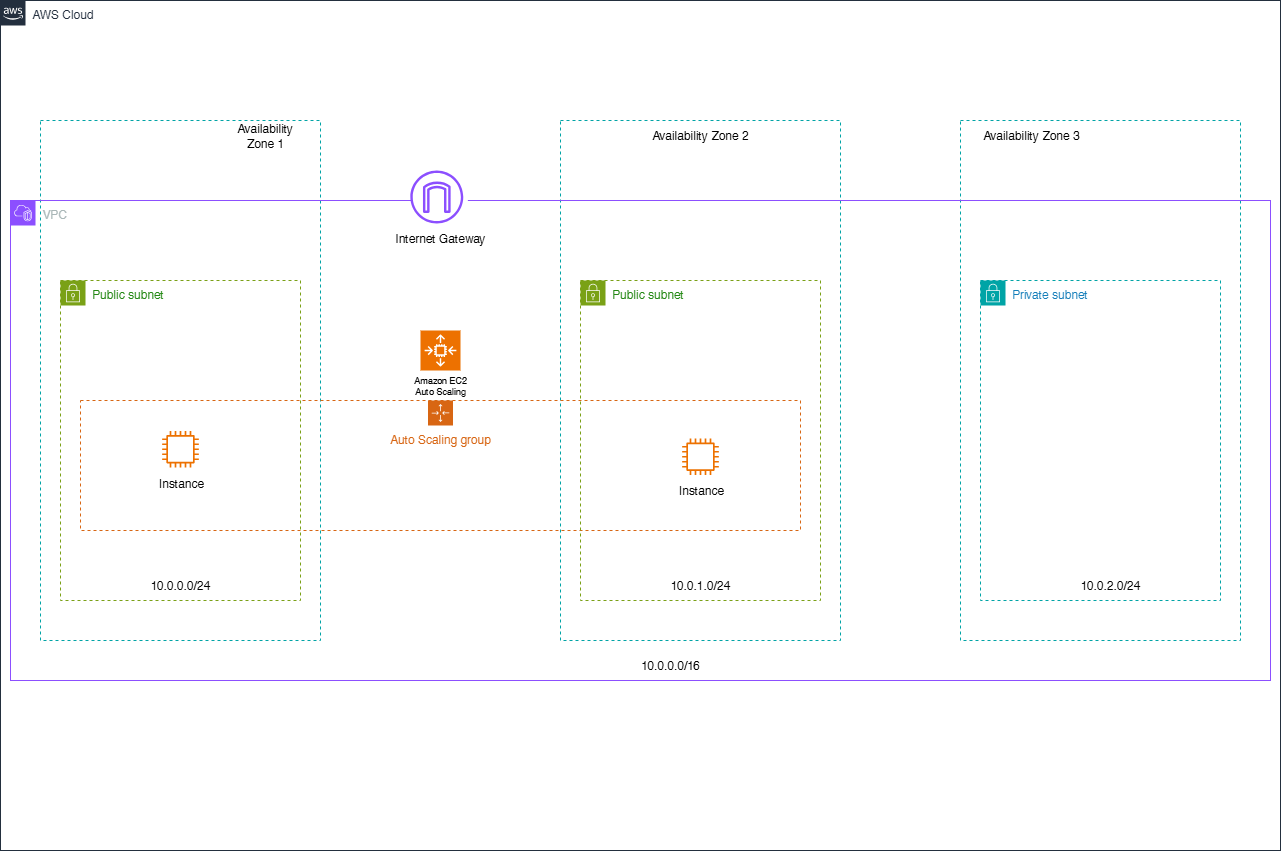 aws
AWS Cloud
Availability
Zone 1
Availability Zone 2
Availability Zone 3
VPC
Internet Gateway
Public subnet
Public subnet
Private subnet
Amazon EC2
Auto Scaling
Auto Scaling group
Instance
Instance
10.0.0.0/24
10.0.1.0/24
10.0.2.0/24
10.0.0.0/16